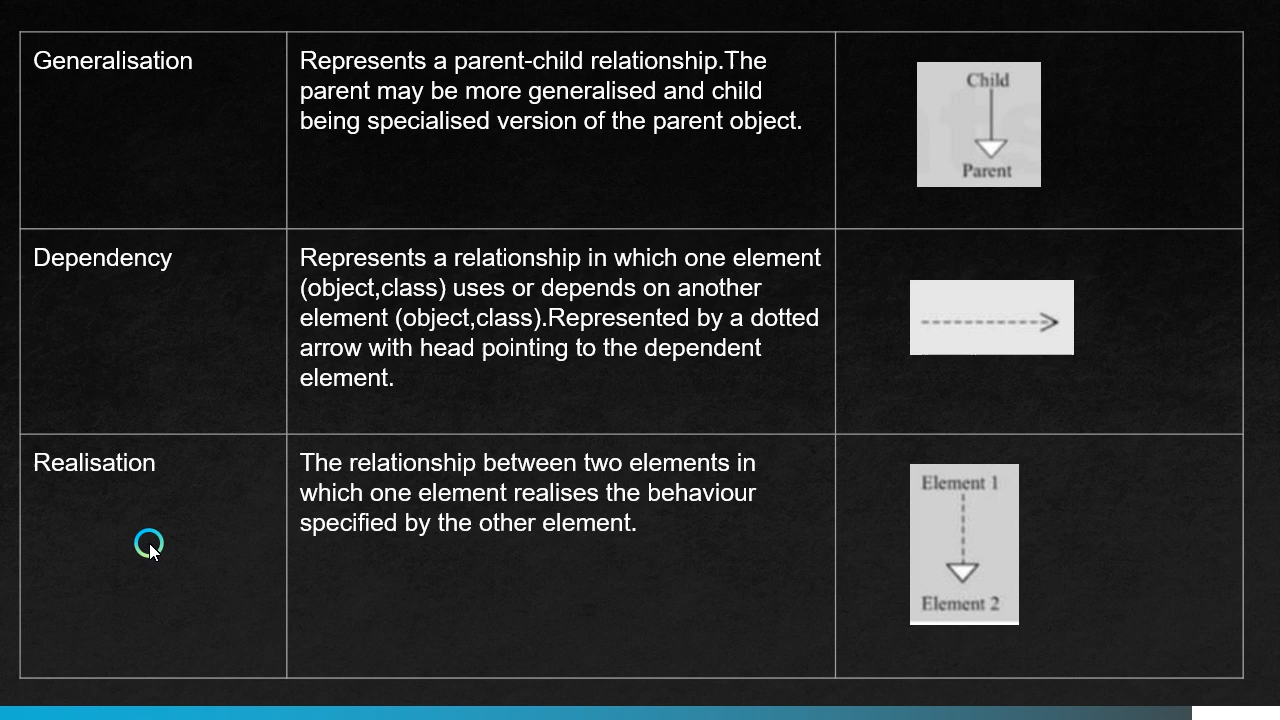 Generalisation
Represents a parent-child relationship.The
parent may be more generalised and child
being specialised version of the parent object.
Child
Parent
Dependency
Represents a relationship in which one element
(object,class) uses or depends on another
element (object,class).Represented by a dotted
arrow with head pointing to the dependent
element.
Realisation
The relationship between two elements in
which one element realises the behaviour
specified by the other element.
Element 1
Element 2